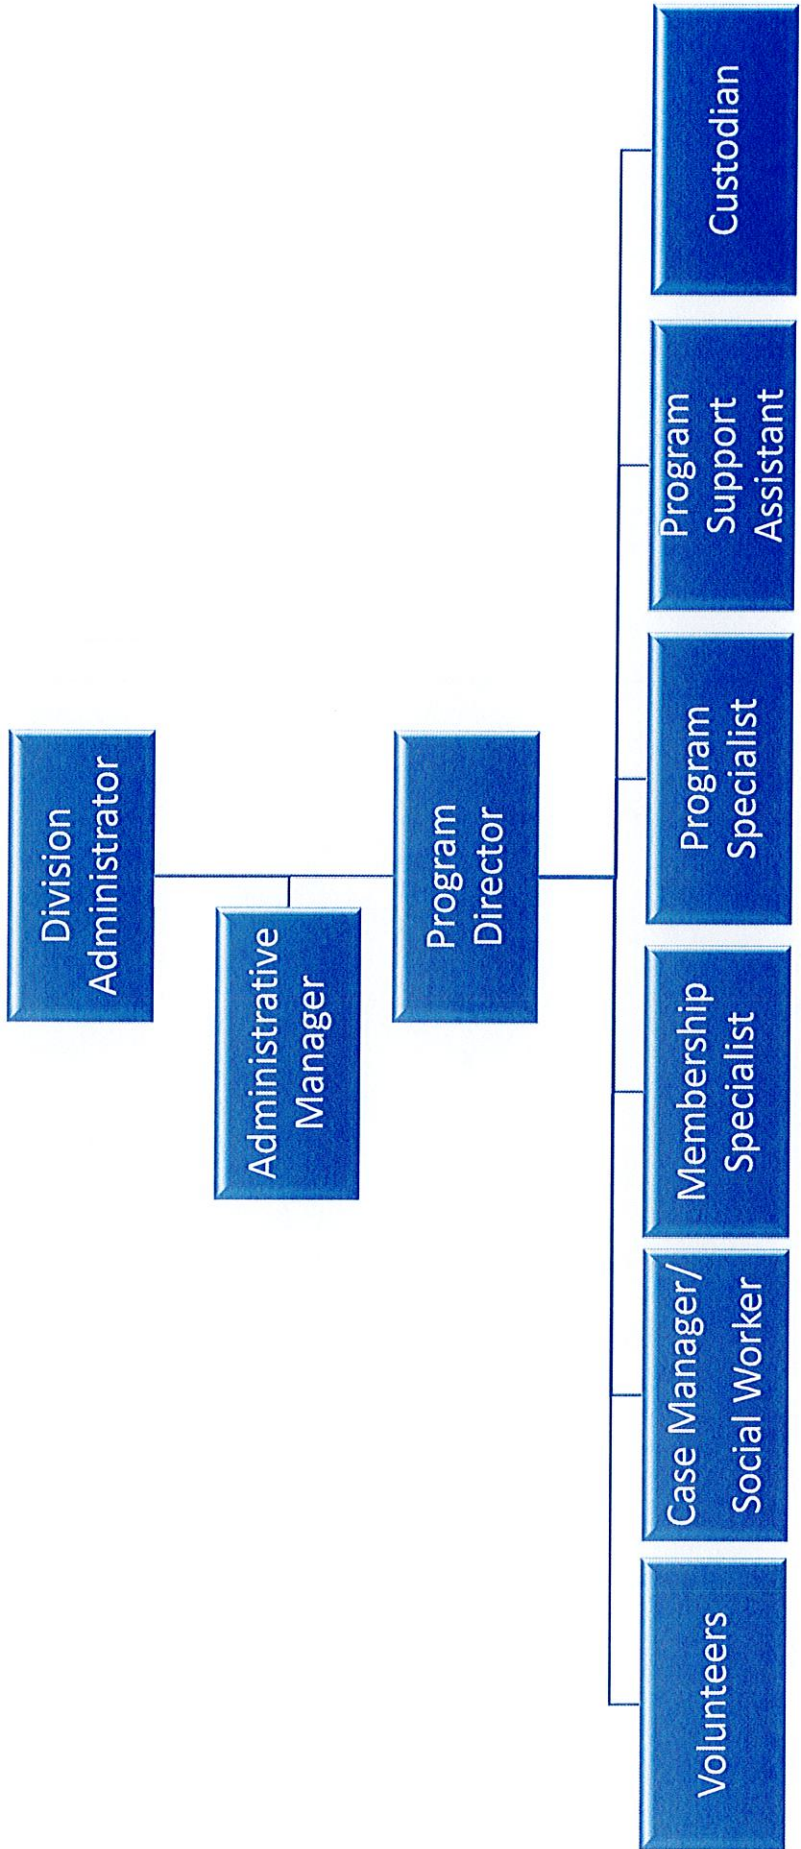 Division
Administrator
Administrative
Manager
Program
Director
Volunteers
Case Manager/
Social Worker
Membership
Specialist
Program
Specialist
Program
Support
Assistant
Custodian